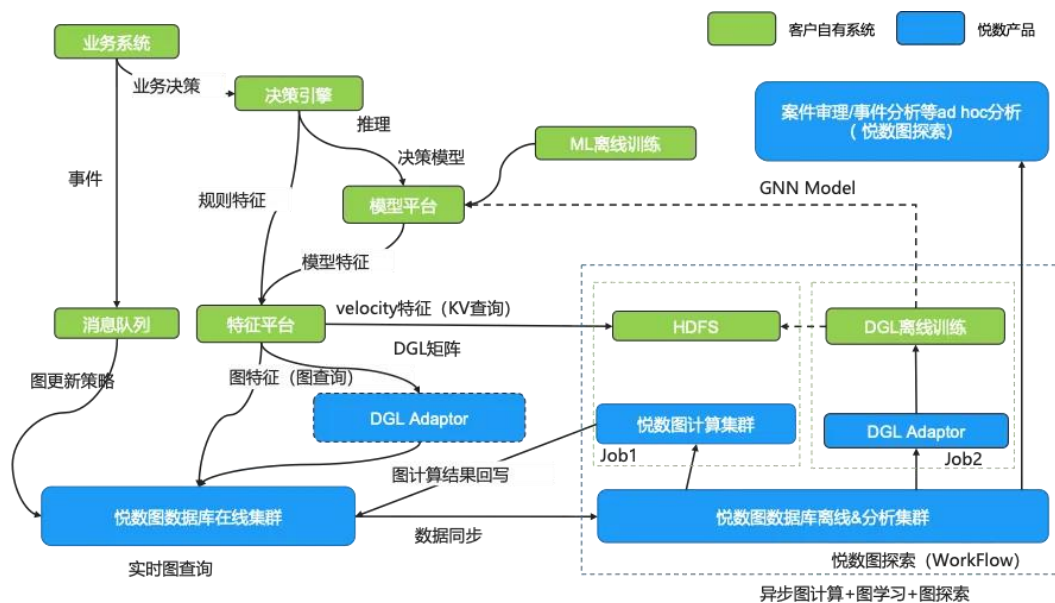 业务系统
客户自有系统
悦数产品
业务决策
决策引擎
案件审理/事件分析等ad hoc分析
（ 悦数图探索）
推理
ML离线训练
决策模型
事件
规则特征
模型平台
GNN Model
模型特征
消息队列
特征平台
velocity特征（KV查询）
HDFS
DGL离线训练
DGL矩阵
图更新策略
图特征（图查询）
DGL Adaptor
悦数图计算集群
DGL Adaptor
Job1
Job2
图计算结果回写
悦数图数据库在线集群
数据同步
悦数图数据库离线&分析集群
实时图查询
悦数图探索（WorkFlow）
异步图计算+图学习+图探索